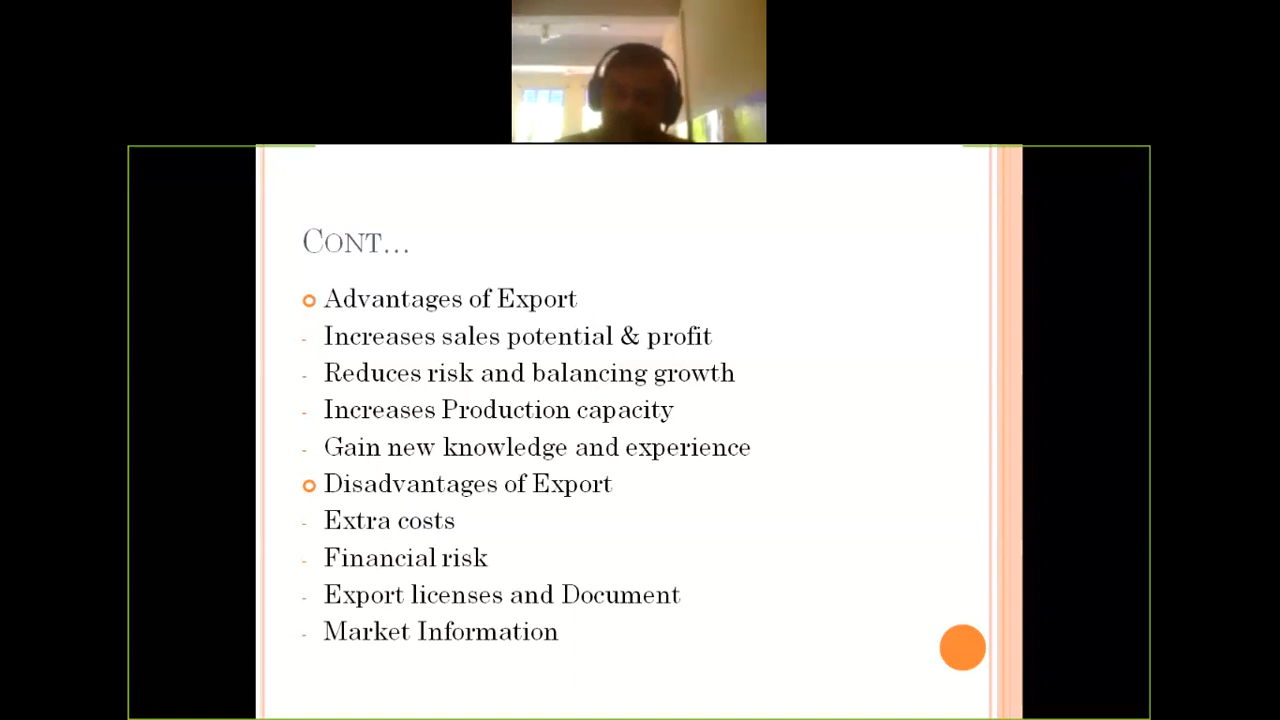 CONT...
Advantages of Export
- Increases sales potential & profit
- Reduces risk and balancing growth
- Increases Production capacity
- Gain new knowledge and experience
Disadvantages of Export
- Extra costs
- Financial risk
- Export licenses and Document
- Market Information